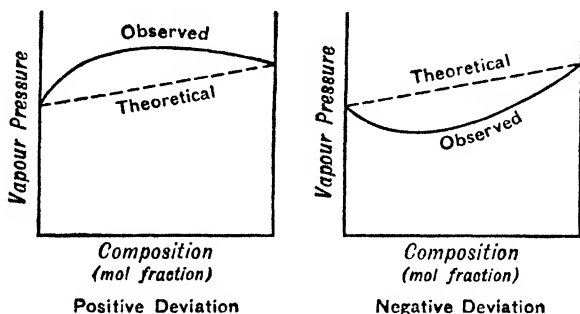 Vapour Pressure
Observed
Theoretical
Composition
(mol fraction)
Positive Deviation
Vapour Pressure
Theoretical
Observed
Composition
(mol fraction)
Negative Deviation